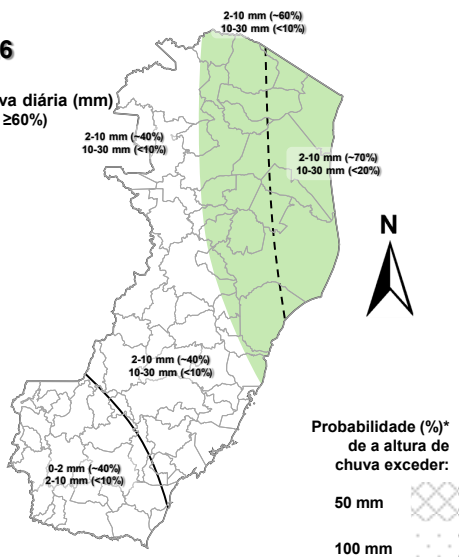 2-10 mm (~60%)
10-30 mm (<10%)
6
va diária (mm)
≥60%)
2-10 mm (~40%)
10-30 mm (<10%)
2-10 mm (~70%)
10-30 mm (<20%)
N
2-10 mm (~40%)
10-30 mm (<10%)
0-2 mm (~40%)
2-10 mm (<10%)
Probabilidade (%)*
de a altura de
chuva exceder:
50 mm
100 mm